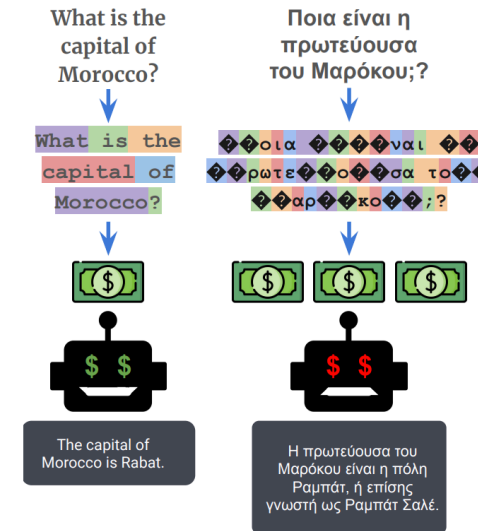 What is the
capital of
Morocco?
What is the
capital of
Morocco?
$
$ $
The capital of
Morocco is Rabat.
Ποια είναι η
πρωτεύουσα
του Μαρόκου;?
��οια ����ναι ��
��ρωτε��ο��σα το��
��αρ��κο��;?
$ $ $
$ $
Η πρωτεύουσα του
Μαρόκου είναι η πόλη
Ραμπάτ, ή επίσης
γνωστή ως Ραμπάτ Σαλέ.